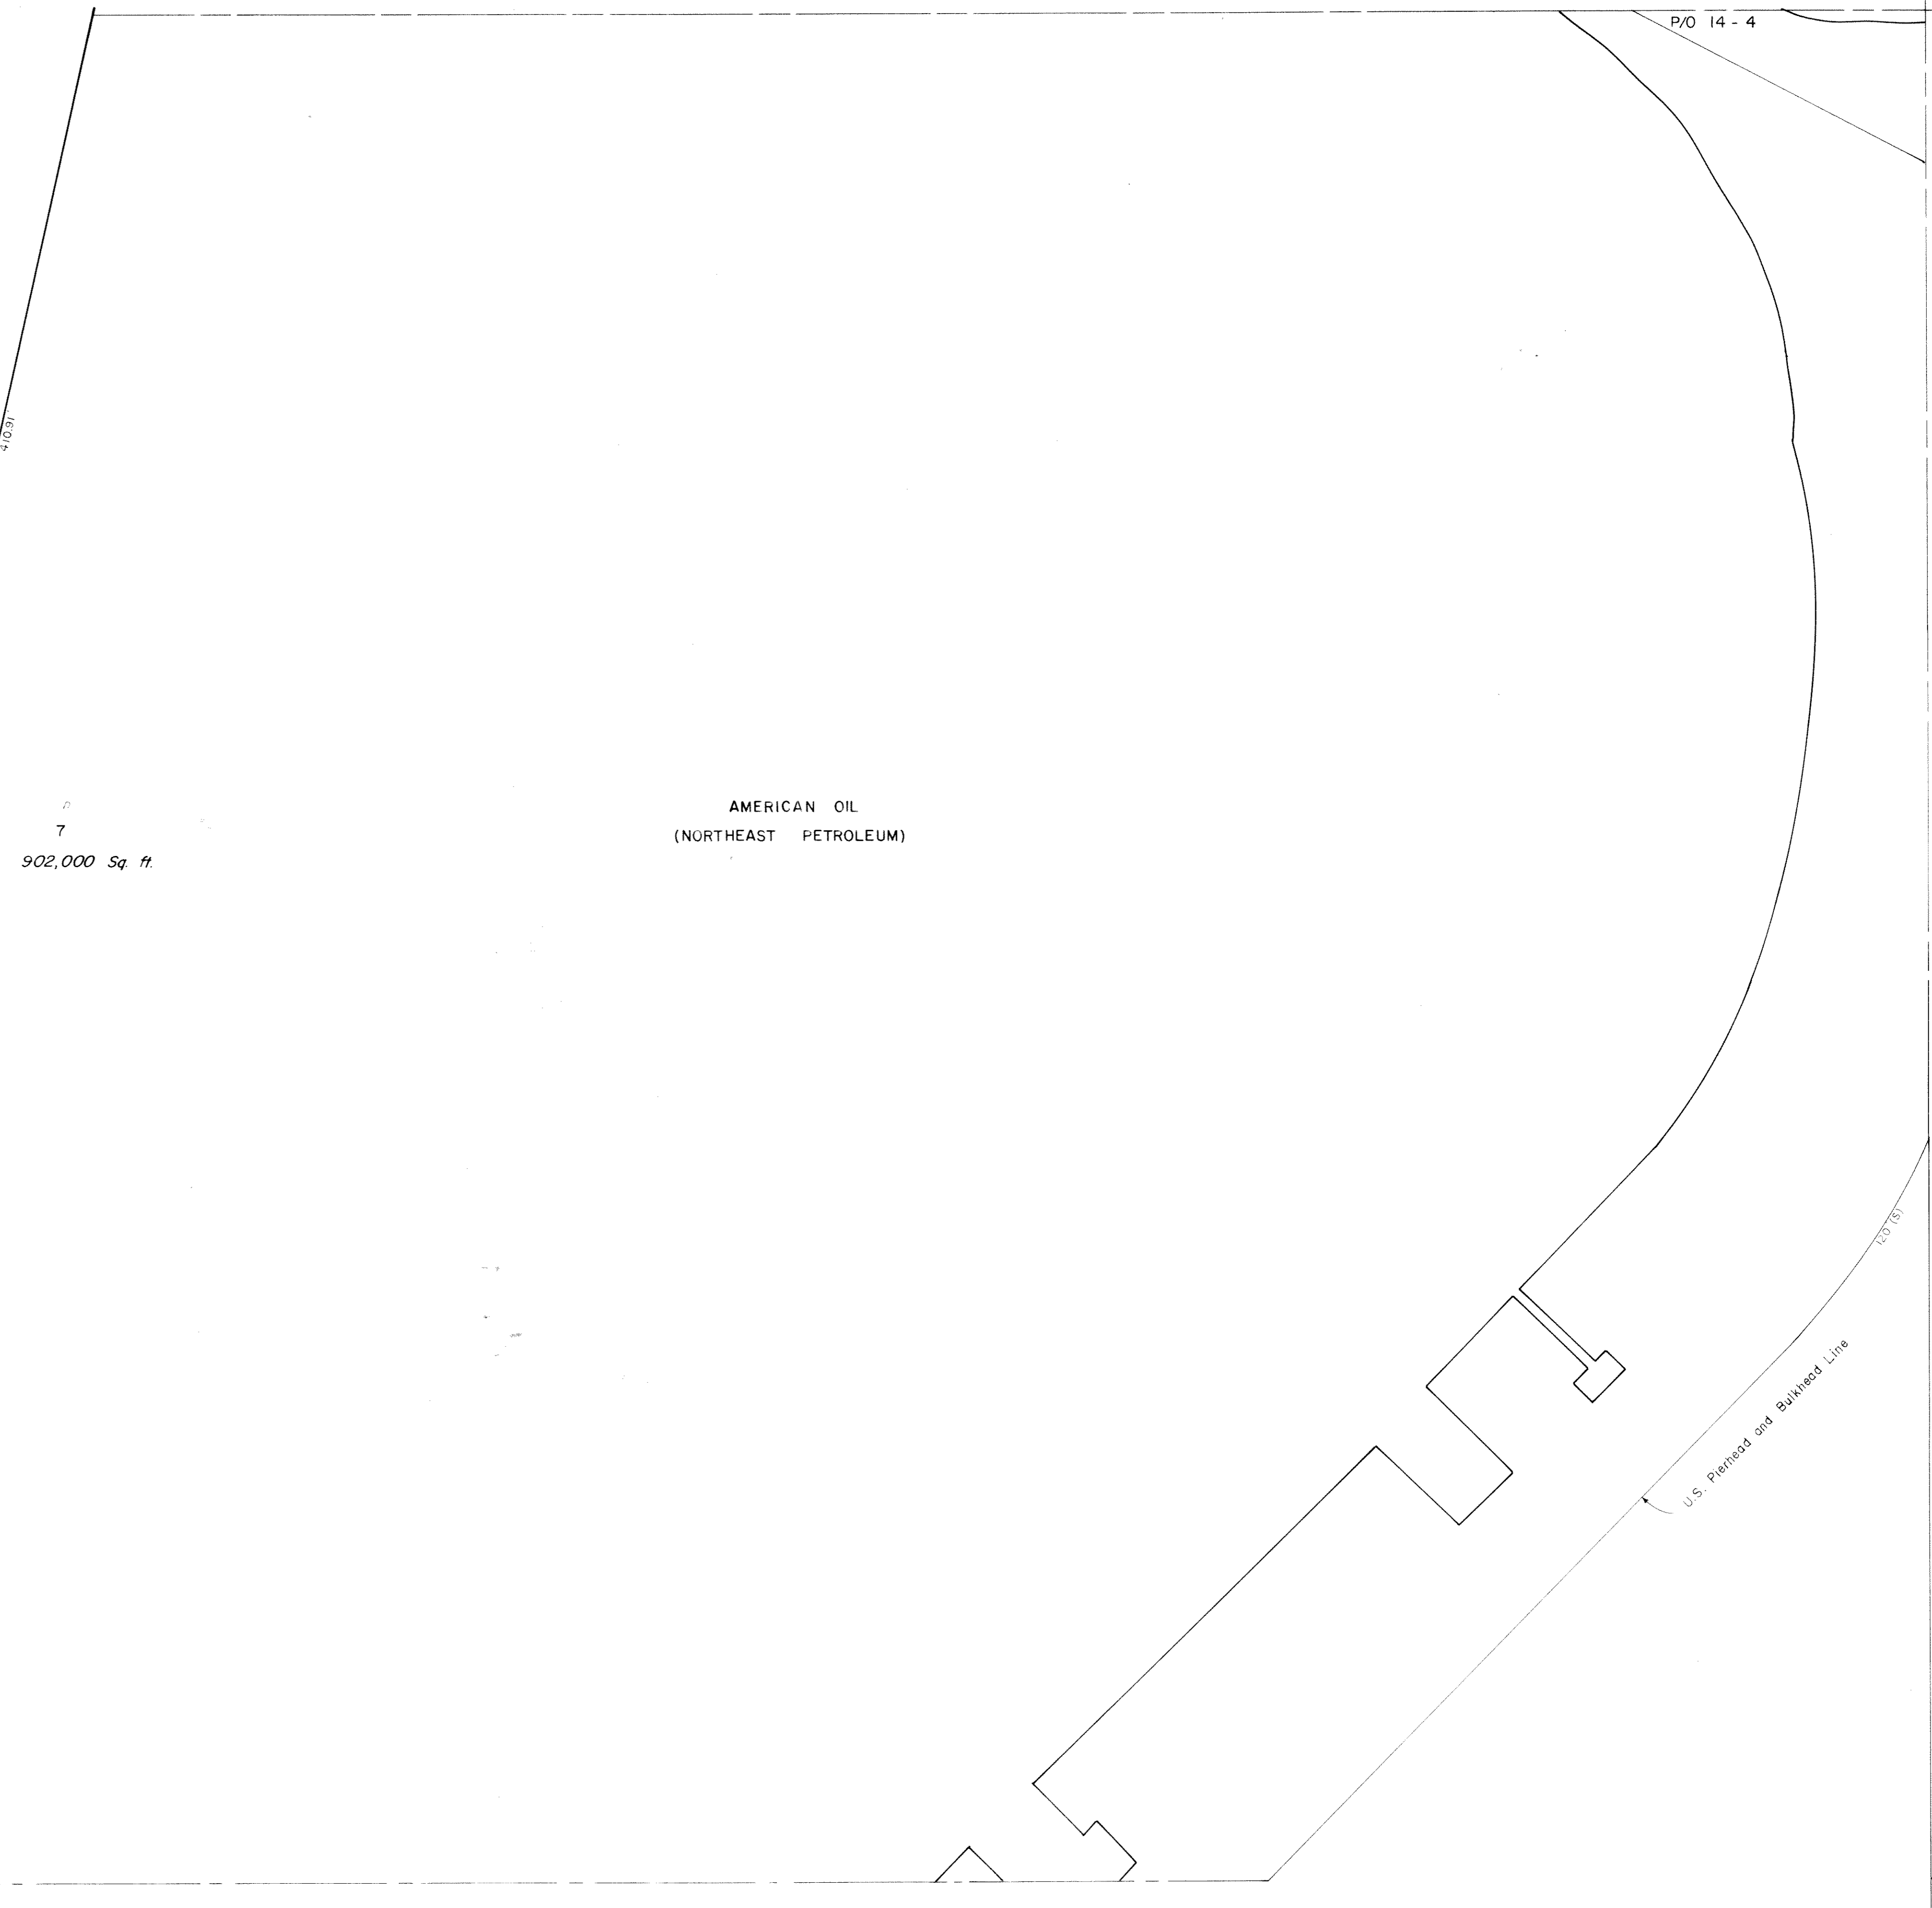 P/O 14 - 4
410.91'
AMERICAN OIL
(NORTHEAST PETROLEUM)
7
902,000 Sq. ft.
120' (S)
U.S. Pierhead and Bulkhead Line